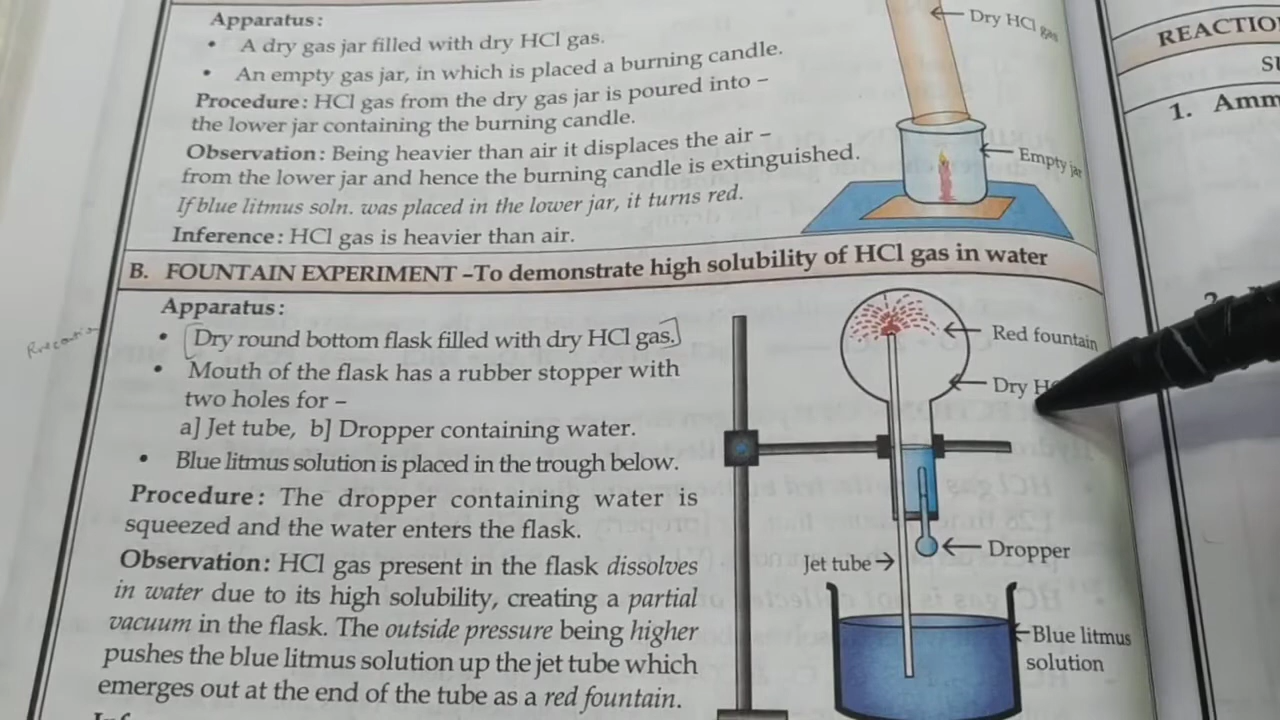 Apparatus:
• A dry gas jar filled with dry HCl gas.
• An empty gas jar, in which is placed a burning candle.
Procedure: HCl gas from the dry gas jar is poured into –
the lower jar containing the burning candle.
Observation: Being heavier than air it displaces the air –
from the lower jar and hence the burning candle is extinguished.
If blue litmus soln. was placed in the lower jar, it turns red.
Inference: HCl gas is heavier than air.
Dry HCl gas
Empty jar
B. FOUNTAIN EXPERIMENT –To demonstrate high solubility of HCl gas in water
Apparatus:
• Dry round bottom flask filled with dry HCl gas.
• Mouth of the flask has a rubber stopper with
two holes for –
a] Jet tube, b] Dropper containing water.
• Blue litmus solution is placed in the trough below.
Procedure: The dropper containing water is
squeezed and the water enters the flask.
Observation: HCl gas present in the flask dissolves
in water due to its high solubility, creating a partial
vacuum in the flask. The outside pressure being higher
pushes the blue litmus solution up the jet tube which
emerges out at the end of the tube as a red fountain.
Red fountain
Dry
Dropper
Jet tube
Blue litmus
solution
REACTIO
1. Amm